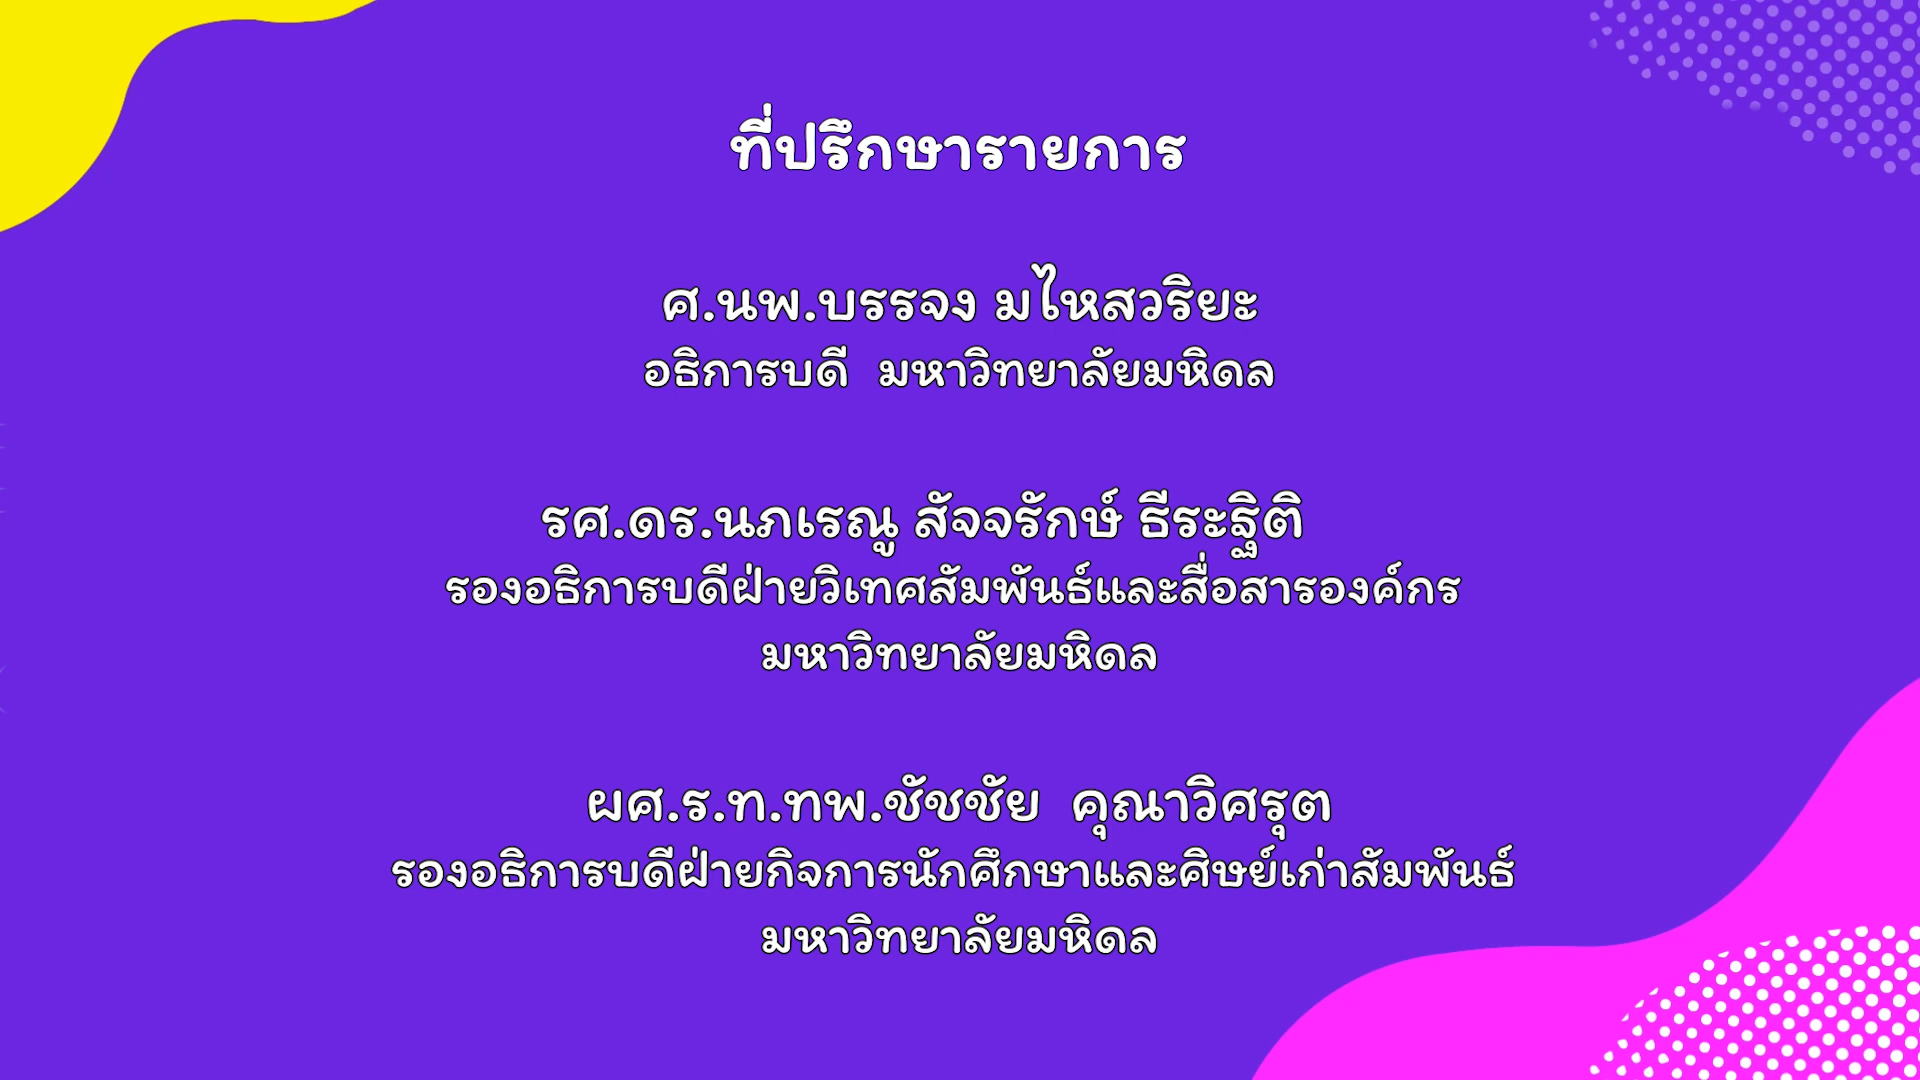 ที่ปรึกษารายการ
ศ.นพ.บรรจง มไหสวริยะ
อธิการบดี มหาวิทยาลัยมหิดล
รศ.ดร.นภเรณู สัจจรักษ์ ธีระฐิติ
รองอธิการบดีฝ่ายวิเทศสัมพันธ์และสื่อสารองค์กร
มหาวิทยาลัยมหิดล
ผศ.ร.ท.ทพ.ชัชชัย คุณาวิศรุต
รองอธิการบดีฝ่ายกิจการนักศึกษาและศิษย์เก่าสัมพันธ์
มหาวิทยาลัยมหิดล